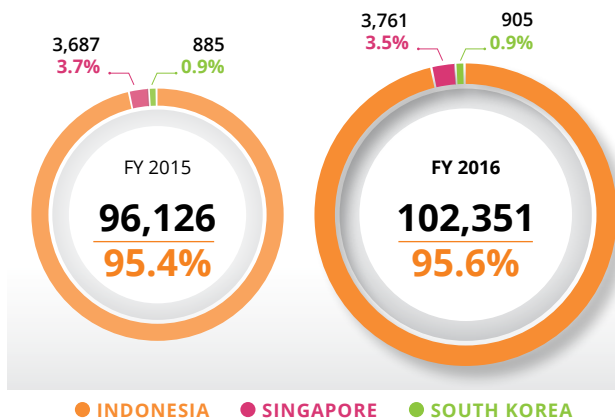 3,687
3.7%
885
0.9%
FY 2015
96,126
95.4%
3,761
3.5%
905
0.9%
FY 2016
102,351
95.6%
INDONESIA
SINGAPORE
SOUTH KOREA